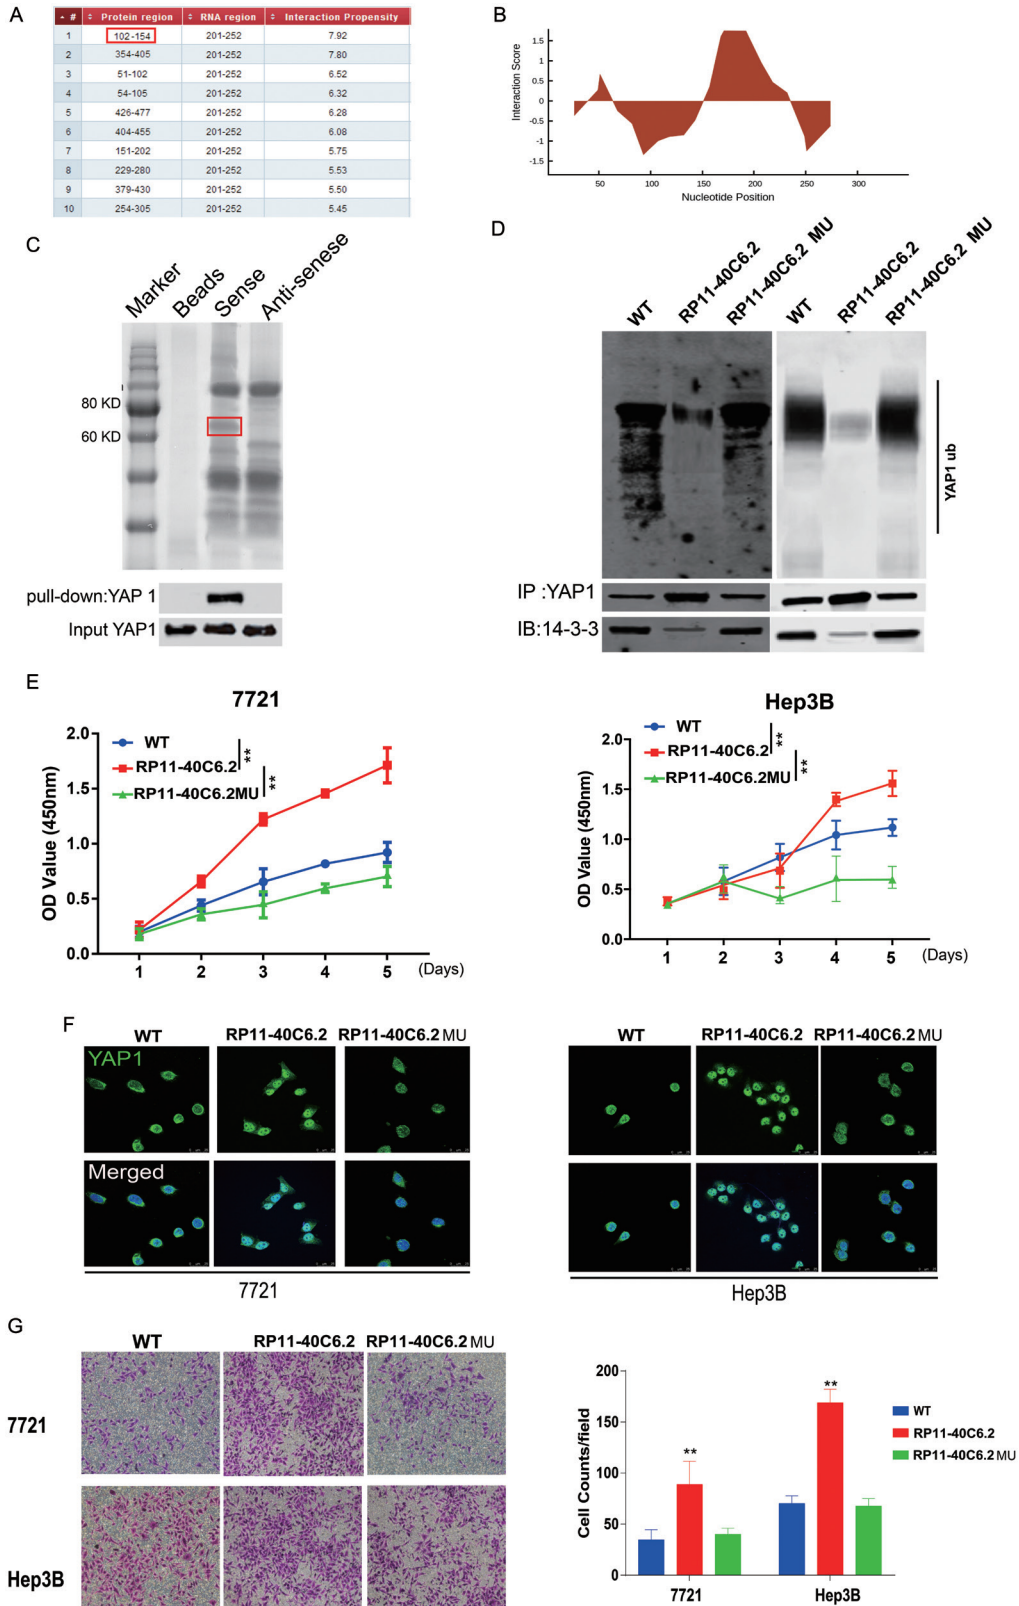 A
# Protein region RNA region Interaction Propensity
1 102-154 201-252 7.92
2 354-405 201-252 7.80
3 51-102 201-252 6.52
4 54-105 201-252 6.32
5 426-477 201-252 6.28
6 404-455 201-252 6.08
7 151-202 201-252 5.75
8 229-280 201-252 5.53
9 379-430 201-252 5.50
10 254-305 201-252 5.45
B
Interaction Score
1.5
1
0.5
0
-0.5
-1
-1.5
50 100 150 200 250 300
Nucleotide Position
C
Marker Beads Sense Anti-senese
80 KD
60 KD
pull-down:YAP 1
Input YAP1
D
WT RP11-40C6.2 RP11-40C6.2 MU WT RP11-40C6.2 RP11-40C6.2 MU
YAP1 ub
IP :YAP1
IB:14-3-3
E
7721
WT
RP11-40C6.2
RP11-40C6.2MU
**
**
OD Value (450nm)
2.0
1.5
1.0
0.5
0.0
1 2 3 4 5 (Days)
Hep3B
WT
RP11-40C6.2
RP11-40C6.2MU
**
**
OD Value (450nm)
2.0
1.5
1.0
0.5
0.0
1 2 3 4 5 (Days)
F
WT RP11-40C6.2 RP11-40C6.2 MU WT RP11-40C6.2 RP11-40C6.2 MU
YAP1
Merged
7721 Hep3B
G
WT RP11-40C6.2 RP11-40C6.2 MU
7721
Hep3B
Cell Counts/field
200
150
100
50
0
**
**
7721 Hep3B
WT
RP11-40C6.2
RP11-40C6.2 MU